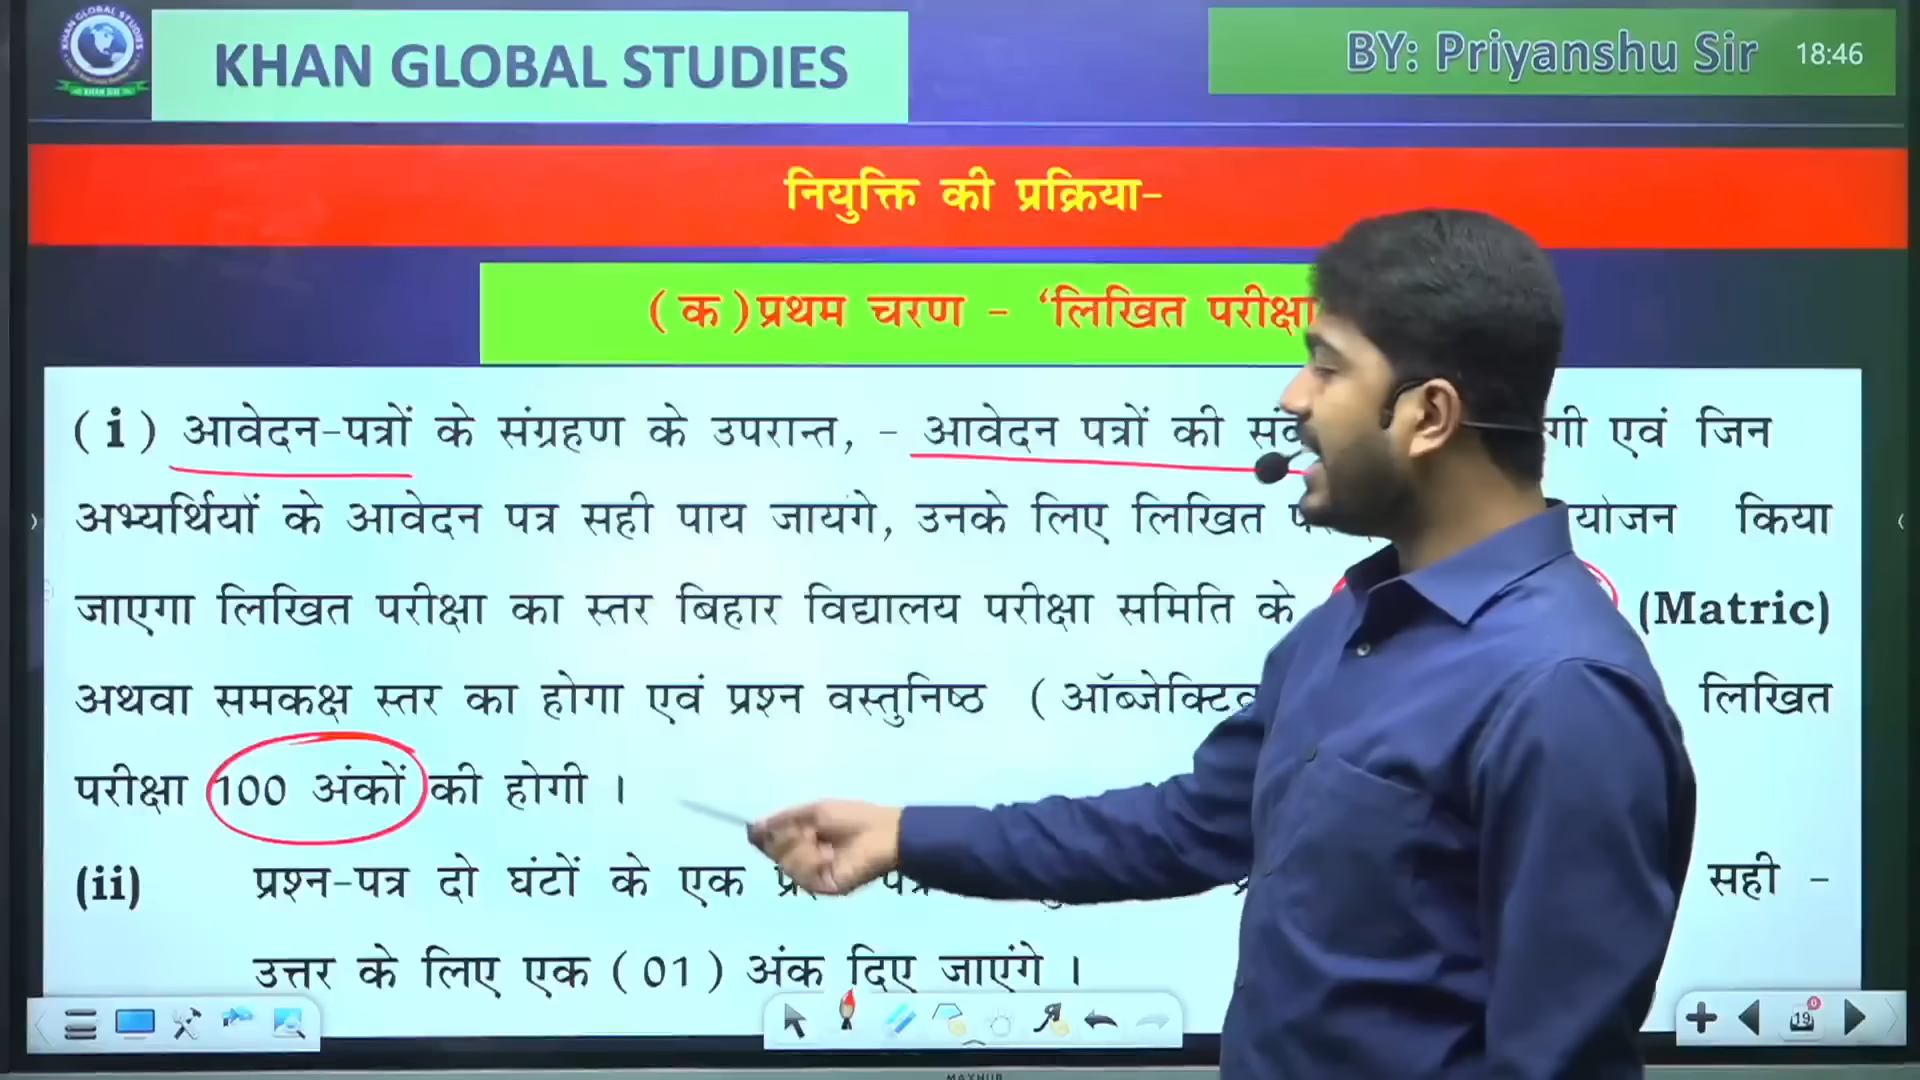 KHAN GLOBAL STUDIES
BY: Priyanshu Sir 18:46
नियुक्ति की प्रक्रिया-
(क) प्रथम चरण - 'लिखित परीक्षा
(i) आवेदन-पत्रों के संग्रहण के उपरान्त, - आवेदन पत्रों की एवं जिन
अभ्यर्थियों के आवेदन पत्र सही पाय जायंगे, उनके लिए लिखित किया
जाएगा लिखित परीक्षा का स्तर बिहार विद्यालय परीक्षा समिति के (Matric)
अथवा समकक्ष स्तर का होगा एवं प्रश्न वस्तुनिष्ठ (ऑब्जेक्टिव लिखित
परीक्षा 100 अंकों की होगी ।
(ii) प्रश्न-पत्र दो घंटों के एक सही -
उत्तर के लिए एक (01) अंक दिए जाएंगे ।
19
MAXHUB